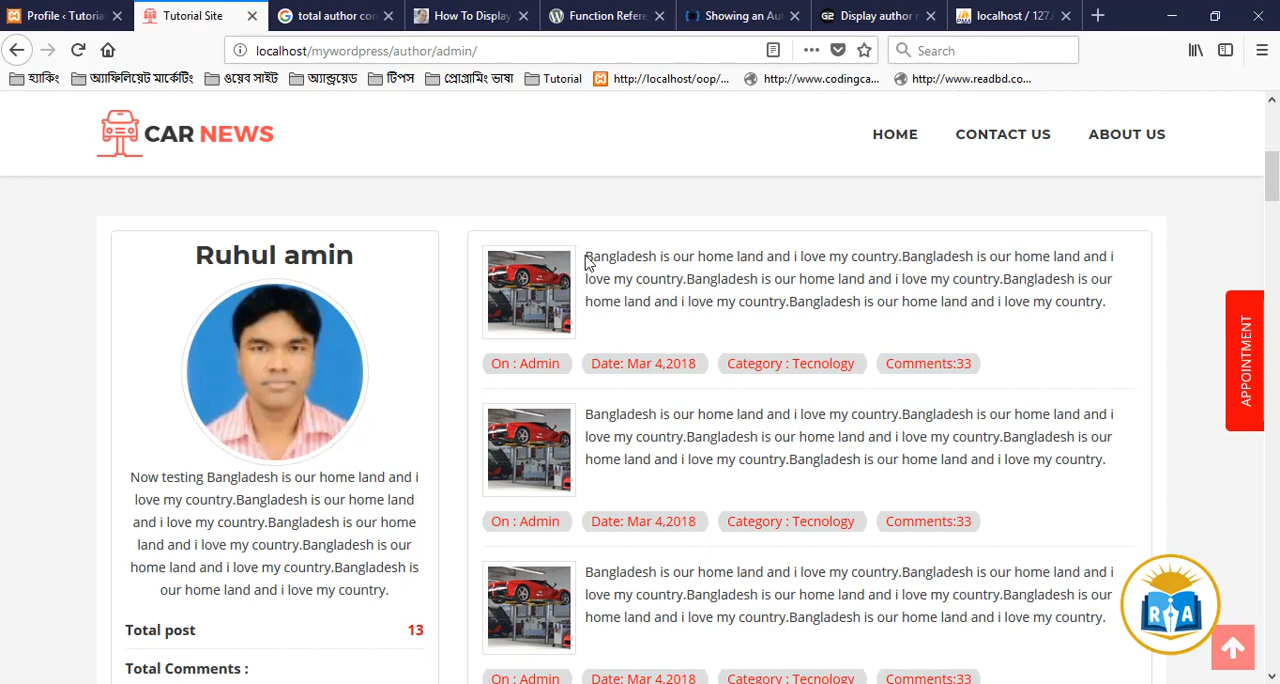 Profile ‹ Tutoria
Tutorial Site
total author co
How To Display
Function Refere
Showing an Au
Display author
localhost / 127.
localhost/mywordpress/author/admin/
Search
হ্যাকিং
অ্যাফিলিয়েট মার্কেটিং
ওয়েব সাইট
অ্যান্ড্রয়েড
টিপস
প্রোগ্রামিং ভাষা
Tutorial
http://localhost/oop/...
http://www.codingca...
http://www.readbd.co...
CAR NEWS
HOME
CONTACT US
ABOUT US
Ruhul amin
Now testing Bangladesh is our home land and i
love my country.Bangladesh is our home land
and i love my country.Bangladesh is our home
land and i love my country.Bangladesh is our
home land and i love my country.Bangladesh is
our home land and i love my country.
Total post
13
Total Comments :
Bangladesh is our home land and i love my country.Bangladesh is our home land and i
love my country.Bangladesh is our home land and i love my country.Bangladesh is our
home land and i love my country.Bangladesh is our home land and i love my country.
On : Admin
Date: Mar 4,2018
Category : Tecnology
Comments:33
Bangladesh is our home land and i love my country.Bangladesh is our home land and i
love my country.Bangladesh is our home land and i love my country.Bangladesh is our
home land and i love my country.Bangladesh is our home land and i love my country.
On : Admin
Date: Mar 4,2018
Category : Tecnology
Comments:33
Bangladesh is our home land and i love my country.Bangladesh is our home land and i
love my country.Bangladesh is our home land and i love my country.Bangladesh is our
home land and i love my country.Bangladesh is our home land and i love my country.
On : Admin
Date: Mar 4,2018
Category : Tecnology
Comments:33
APPOINTMENT
R A